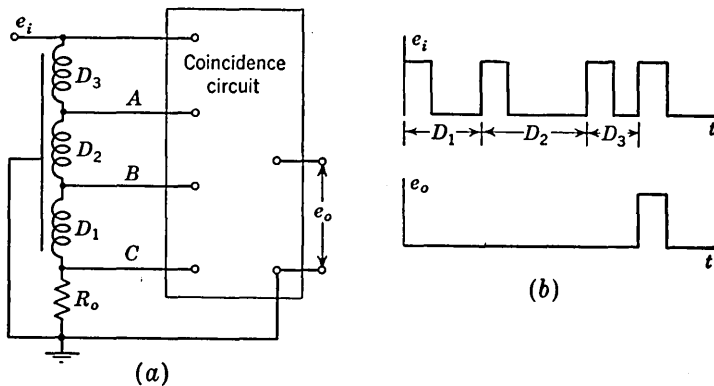 e_i
Coincidence
circuit
D_3
A
D_2
B
D_1
C
R_o
e_o
(a)
e_i
t
D_1
D_2
D_3
e_o
t
(b)